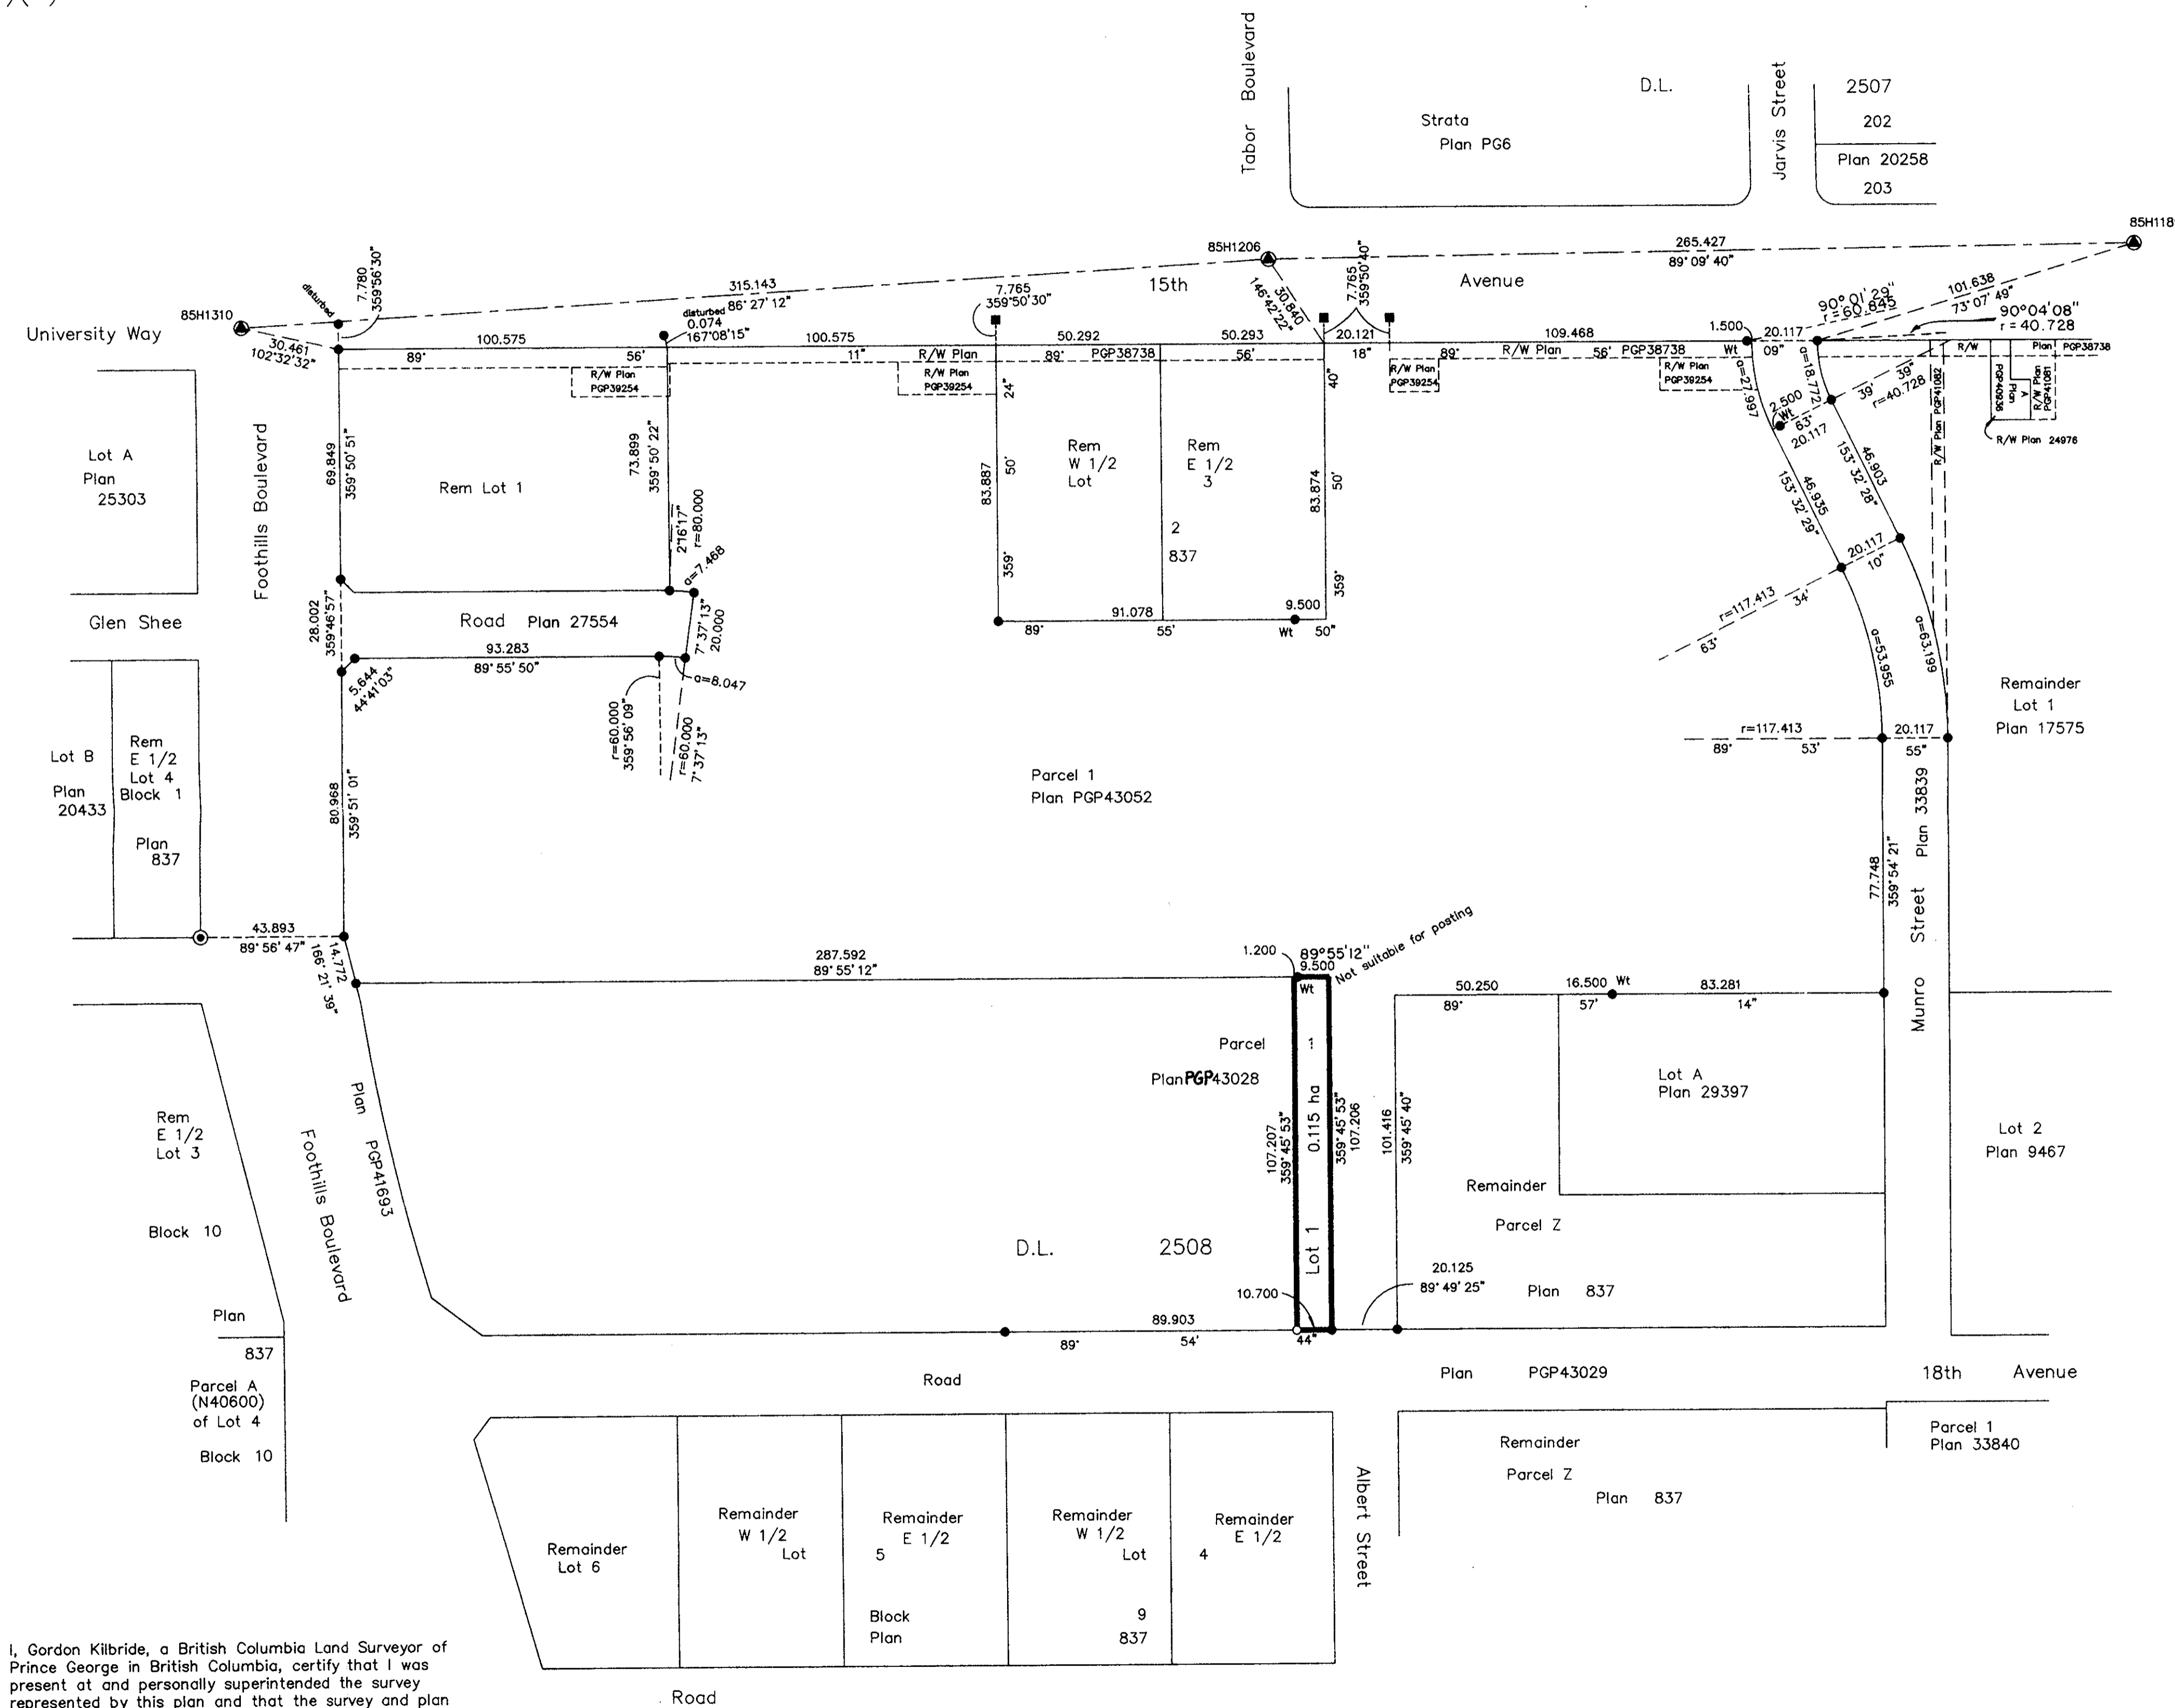 Tabor Boulevard
D.L.
2507
Strata
Plan PG6
Jarvis Street
202
Plan 20258
203
85H118
85H1206
265.427
89°09'40"
15th Avenue
315.143
86°27'12"
disturbed
7.780
359°56'30"
85H1310
University Way
30.461
102°32'32"
disturbed
0.074
167°08'15"
7.765
359°50'30"
30.840
146°42'22"
7.765
359°50'40"
101.638
73°07'49"
90°01'29"
r=60.845
90°04'08"
r=40.728
100.575
100.575
50.292
50.293
20.121
109.468
1.500
20.117
89° 56' 11"
R/W Plan
89°
PGP38738
56'
18"
89°
R/W Plan
56'
PGP38738
Wt
09"
R/W Plan PGP38738
R/W Plan
PGP39254
R/W Plan
PGP39254
R/W Plan
PGP39254
R/W Plan
PGP39254
a=27.997
a=18.772
2.500
Wt
63°
39'
39"
20.117
r=40.728
R/W Plan PGP41082
PGP40936
Plan
A
R/W Plan
PGP41081
R/W Plan 24976
Lot A
Plan
25303
Foothills Boulevard
69.849
359°50'51"
Rem Lot 1
73.899
359°50'22"
2°16'17"
r=80.000
a=7.468
24"
83.887
50'
359°
Rem
W 1/2
Lot
Rem
E 1/2
3
2
837
40"
83.874
50'
359°
46.903
153°32'28"
46.935
153°32'29"
20.117
10"
r=117.413
34'
63°
Glen Shee
28.002
359°46'57"
Road Plan 27554
7°37'13"
20.000
91.078
9.500
89°
55'
Wt
50"
93.283
89°55'50"
5.644
44°41'03"
a=8.047
r=60.000
359°56'09"
r=60.000
7°37'13"
a=53.955
a=63.199
Remainder
Lot 1
Plan 17575
r=117.413
20.117
89°
53'
55"
Lot B
Plan
20433
Rem
E 1/2
Lot 4
Block 1
Plan
837
80.968
359°51'01"
Parcel 1
Plan PGP43052
77.748
359°54'21"
Munro Street Plan 33839
43.893
89°56'47"
14.772
166°21'39"
287.592
89°55'12"
1.200
89°55'12"
9.500
Wt
Not suitable for posting
50.250
16.500
Wt
83.281
89°
57'
14"
Parcel 1
Plan PGP43028
107.207
359°45'53"
Lot 1 0.115 ha
359°45'53"
107.206
101.416
359°45'40"
Lot A
Plan 29397
Lot 2
Plan 9467
Rem
E 1/2
Lot 3
Block 10
Plan PGP41693
Foothills Boulevard
Remainder
Parcel Z
D.L. 2508
20.125
89°49'25"
Plan 837
10.700
Plan
837
89.903
89°
54'
44"
Parcel A
(N40600)
of Lot 4
Block 10
Road
Plan PGP43029
18th Avenue
Remainder
Parcel Z
Plan 837
Parcel 1
Plan 33840
Albert Street
Remainder
Lot 6
Remainder
W 1/2
Lot
Remainder
E 1/2
5
Remainder
W 1/2
Lot
Remainder
E 1/2
4
Block 9
Plan 837
I, Gordon Kilbride, a British Columbia Land Surveyor of
Prince George in British Columbia, certify that I was
present at and personally superintended the survey
represented by this plan and that the survey and plan
Road